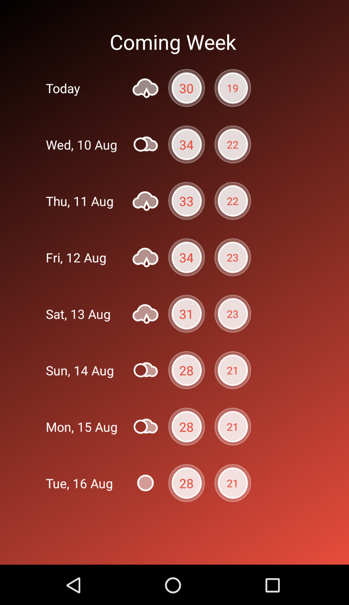 Coming Week
Today 30 19
Wed, 10 Aug 34 22
Thu, 11 Aug 33 22
Fri, 12 Aug 34 23
Sat, 13 Aug 31 23
Sun, 14 Aug 28 21
Mon, 15 Aug 28 21
Tue, 16 Aug 28 21